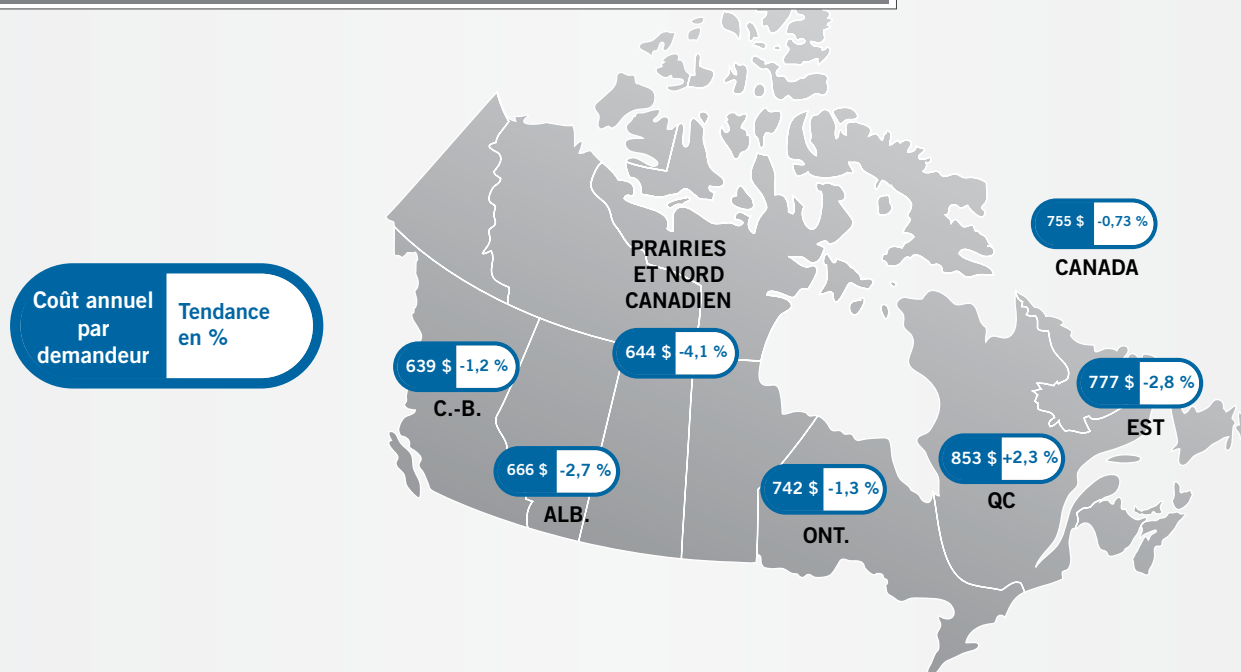 Coût annuel
par
demandeur
Tendance
en %
PRAIRIES
ET NORD
CANADIEN
644 $ -4,1 %
755 $ -0,73 %
CANADA
639 $ -1,2 %
C.-B.
777 $ -2,8 %
EST
666 $ -2,7 %
ALB.
853 $ +2,3 %
QC
742 $ -1,3 %
ONT.